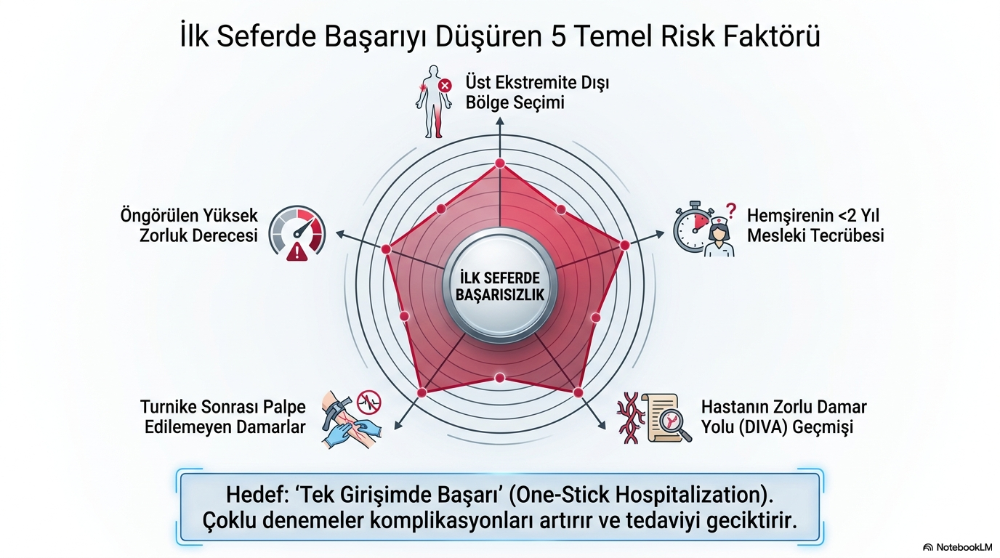 İlk Seferde Başarıyı Düşüren 5 Temel Risk Faktörü
Üst Ekstremite Dışı
Bölge Seçimi
Öngörülen Yüksek
Zorluk Derecesi
Hemşirenin <2 Yıl
Mesleki Tecrübesi
İLK SEFERDE
BAŞARISIZLIK
Turnike Sonrası Palpe
Edilemeyen Damarlar
Hastanın Zorlu Damar
Yolu (DIVA) Geçmişi
Hedef: ‘Tek Girişimde Başarı’ (One-Stick Hospitalization).
Çoklu denemeler komplikasyonları artırır ve tedaviyi geciktirir.
NotebookLM